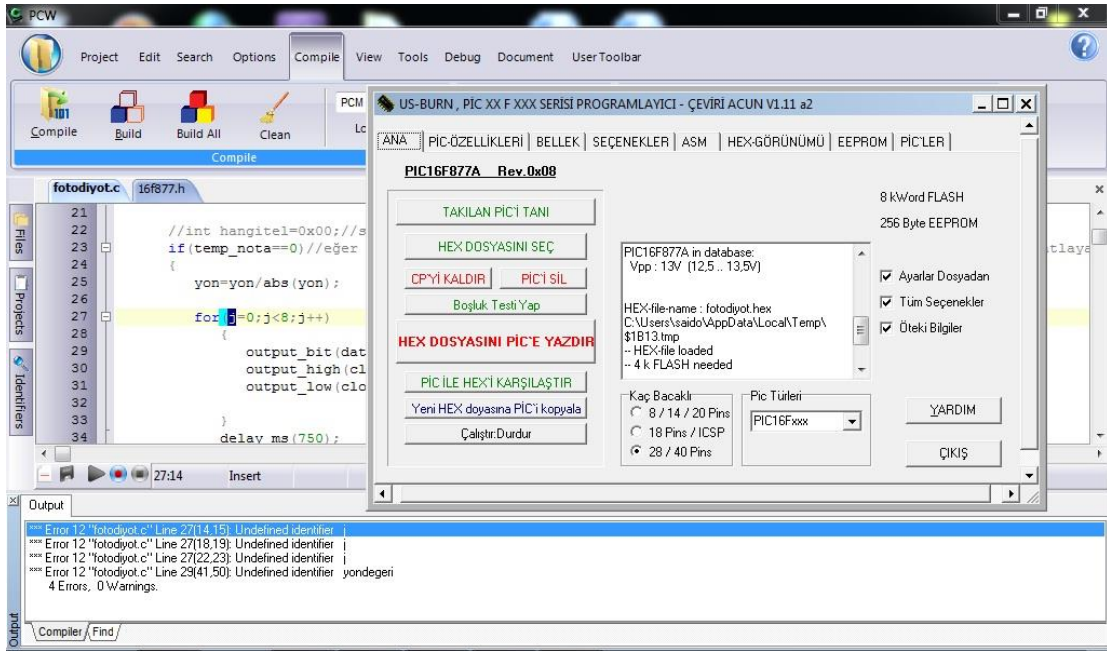 PCW
Project Edit Search Options Compile View Tools Debug Document User Toolbar
Compile Build Build All Clean PCM
Compile
fotodiyot.c 16f877.h
Files
Projects
Identifiers
21
22 //int hangitel=0x00;//s
23 if(temp_nota==0)//eğer
24 {
25 yon=yon/abs(yon);
26
27 for(j=0;j<8;j++)
28 {
29 output_bit(dat
30 output_high(cl
31 output_low(clo
32
33 }
34 delay_ms(750);
27:14 Insert
US-BURN , PİC XX F XXX SERİSİ PROGRAMLAYICI - ÇEVİRİ ACUN V1.11 a2
ANA PİC-ÖZELLİKLERİ BELLEK SEÇENEKLER ASM HEX-GÖRÜNÜMÜ EEPROM PİC'LER
PIC16F877A Rev.0x08
TAKILAN PİC'İ TANI
HEX DOSYASINI SEÇ
CP'Yİ KALDIR PİC'İ SİL
Boşluk Testi Yap
HEX DOSYASINI PİC'E YAZDIR
PİC İLE HEX'İ KARŞILAŞTIR
Yeni HEX doyasına PİC'i kopyala
Çalıştır:Durdur
PIC16F877A in database:
Vpp : 13V (12,5 .. 13,5V)
HEX-file-name : fotodiyot.hex
C:\Users\saido\AppData\Local\Temp\
$1B13.tmp
-- HEX-file loaded
-- 4 k FLASH needed
Kaç Bacaklı
8 / 14 / 20 Pins
18 Pins / ICSP
28 / 40 Pins
Pic Türleri
PIC16Fxxx
8 kWord FLASH
256 Byte EEPROM
Ayarlar Dosyadan
Tüm Seçenekler
Öteki Bilgiler
YARDIM
ÇIKIŞ
Output
*** Error 12 "fotodiyot.c" Line 27(14,15): Undefined identifier j
*** Error 12 "fotodiyot.c" Line 27(18,19): Undefined identifier j
*** Error 12 "fotodiyot.c" Line 27(22,23): Undefined identifier j
*** Error 12 "fotodiyot.c" Line 29(41,50): Undefined identifier yondegeri
4 Errors, 0 Warnings.
Output
Compiler Find